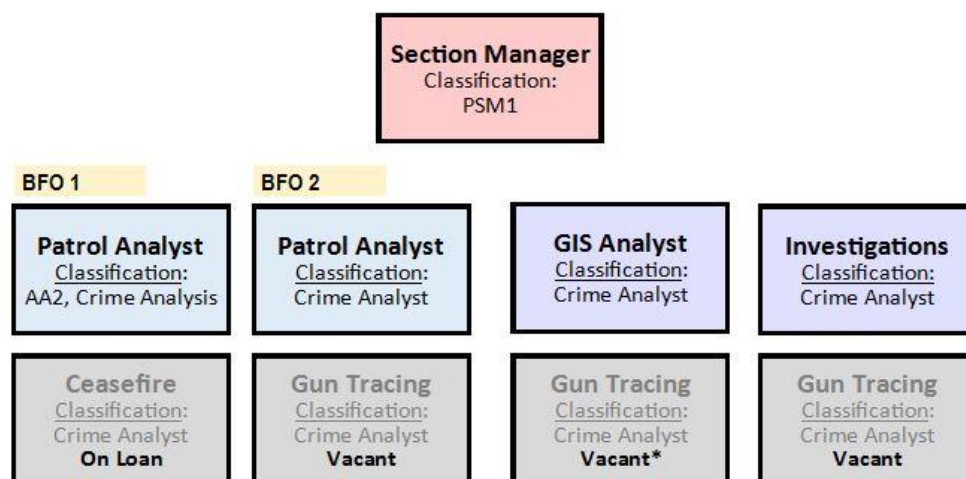 Section Manager
Classification:
PSM1
BFO 1
BFO 2
Patrol Analyst
Classification:
AA2, Crime Analysis
Patrol Analyst
Classification:
Crime Analyst
GIS Analyst
Classification:
Crime Analyst
Investigations
Classification:
Crime Analyst
Ceasefire
Classification:
Crime Analyst
On Loan
Gun Tracing
Classification:
Crime Analyst
Vacant
Gun Tracing
Classification:
Crime Analyst
Vacant*
Gun Tracing
Classification:
Crime Analyst
Vacant